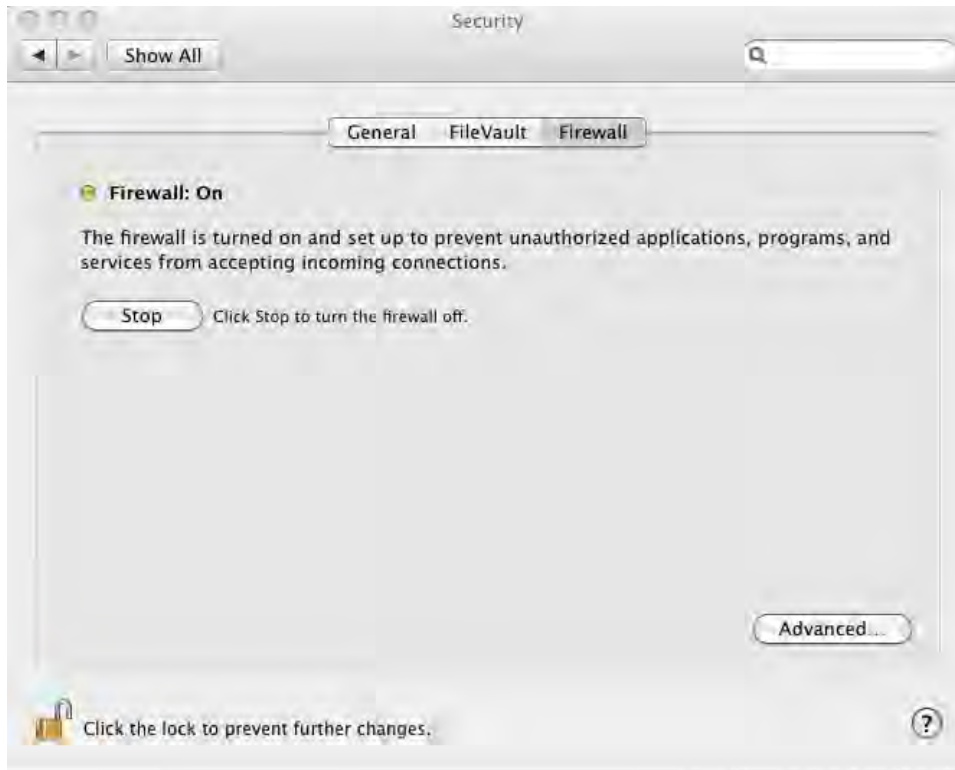 Security
Show All
General FileVault Firewall
Firewall: On
The firewall is turned on and set up to prevent unauthorized applications, programs, and
services from accepting incoming connections.
Stop Click Stop to turn the firewall off.
Advanced...
Click the lock to prevent further changes.
?